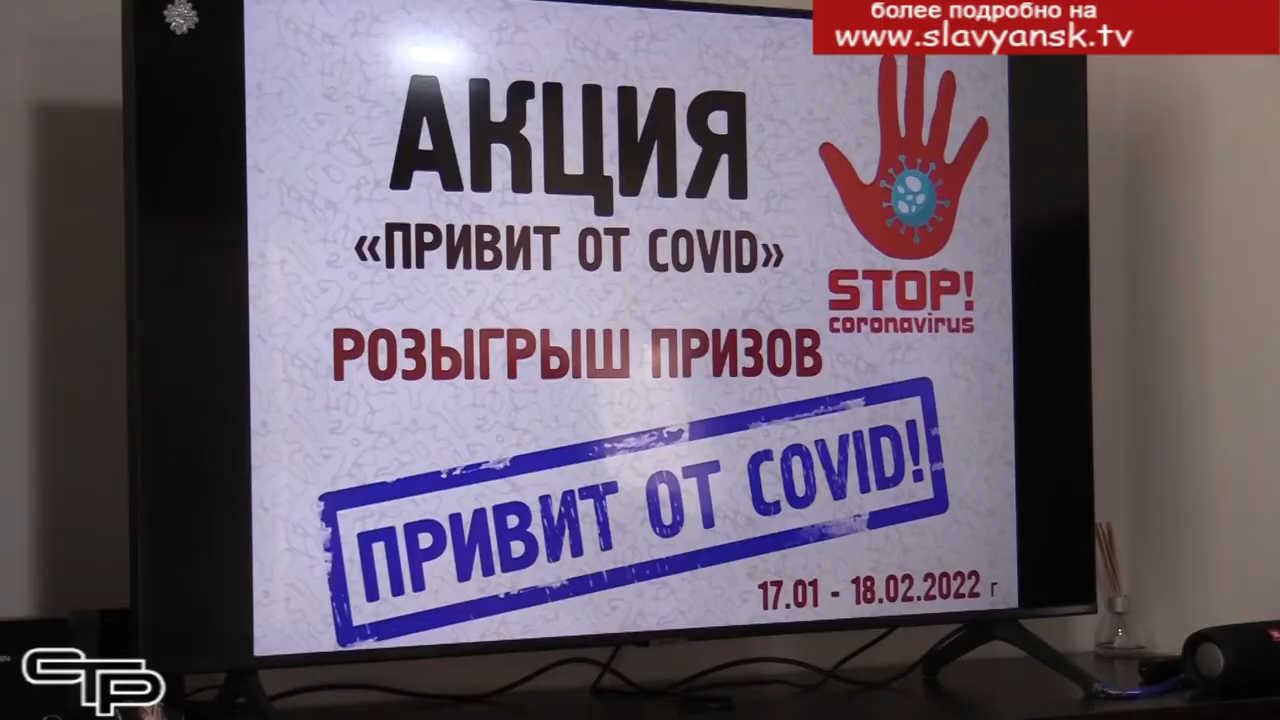 более подробно на
www.slavyansk.tv
АКЦИЯ
«ПРИВИТ ОТ COVID»
STOP!
coronavirus
РОЗЫГРЫШ ПРИЗОВ
ПРИВИТ ОТ COVID!
17.01 - 18.02.2022 г
СТР